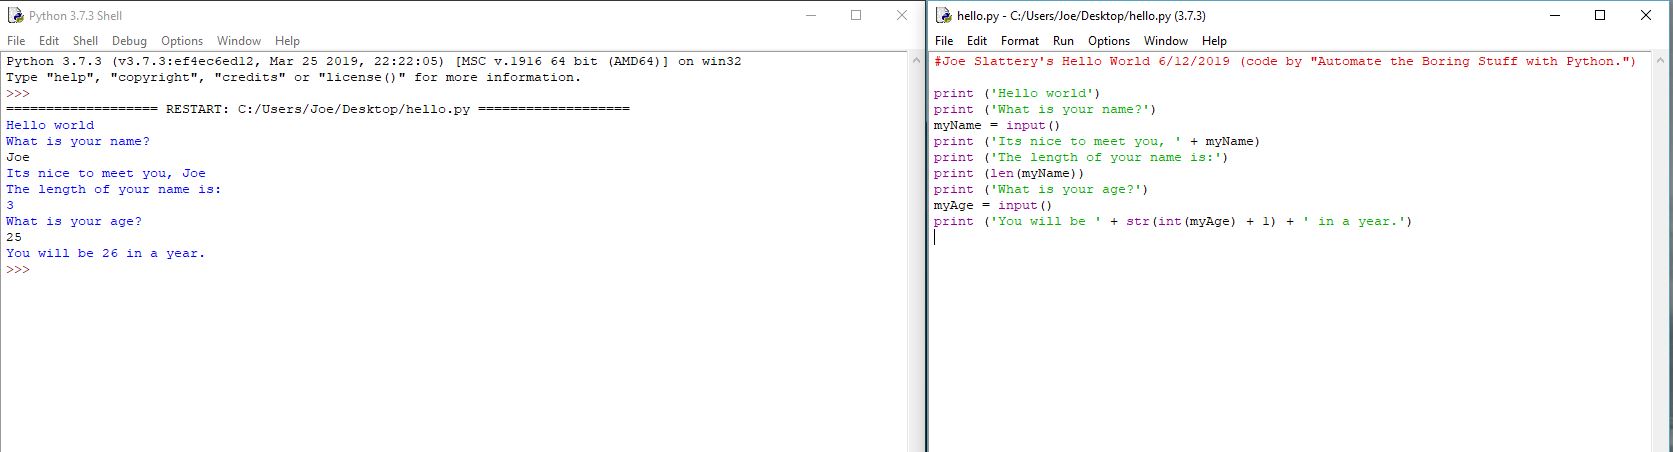 Python 3.7.3 Shell
File Edit Shell Debug Options Window Help
Python 3.7.3 (v3.7.3:ef4ec6ed12, Mar 25 2019, 22:22:05) [MSC v.1916 64 bit (AMD64)] on win32
Type "help", "copyright", "credits" or "license()" for more information.
>>>
=================== RESTART: C:/Users/Joe/Desktop/hello.py ===================
Hello world
What is your name?
Joe
Its nice to meet you, Joe
The length of your name is:
3
What is your age?
25
You will be 26 in a year.
>>>
hello.py - C:/Users/Joe/Desktop/hello.py (3.7.3)
File Edit Format Run Options Window Help
#Joe Slattery's Hello World 6/12/2019 (code by "Automate the Boring Stuff with Python.")
print ('Hello world')
print ('What is your name?')
myName = input()
print ('Its nice to meet you, ' + myName)
print ('The length of your name is:')
print (len(myName))
print ('What is your age?')
myAge = input()
print ('You will be ' + str(int(myAge) + 1) + ' in a year.')